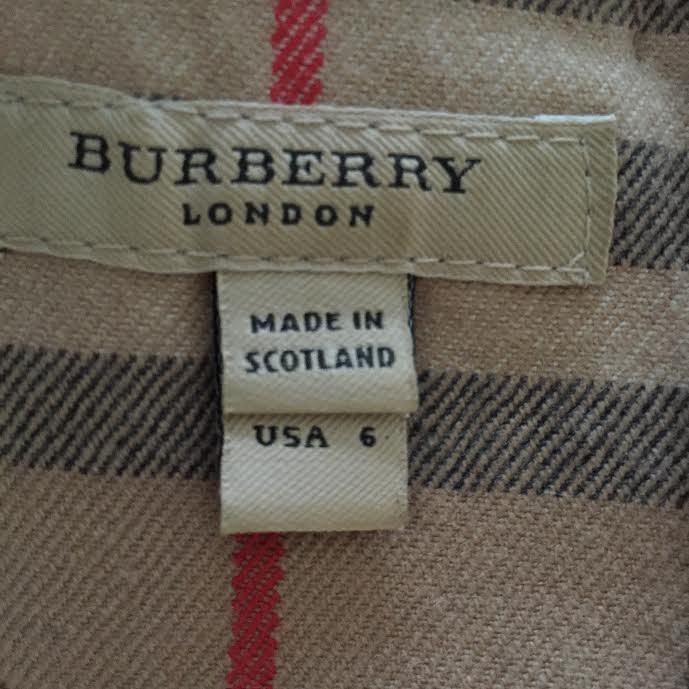 BURBERRY
LONDON
MADE IN
SCOTLAND
USA 6